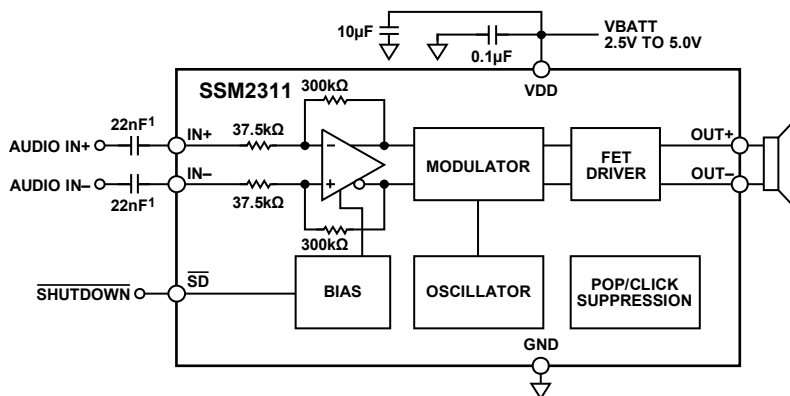 10µF
0.1µF
VBATT
2.5V TO 5.0V
VDD
SSM2311
300kΩ
22nF1
IN+
37.5kΩ
AUDIO IN+
−
MODULATOR
FET
DRIVER
OUT+
AUDIO IN–
IN–
+
OUT–
22nF1
37.5kΩ
300kΩ
SHUTDOWN
SD
BIAS
OSCILLATOR
POP/CLICK
SUPPRESSION
GND